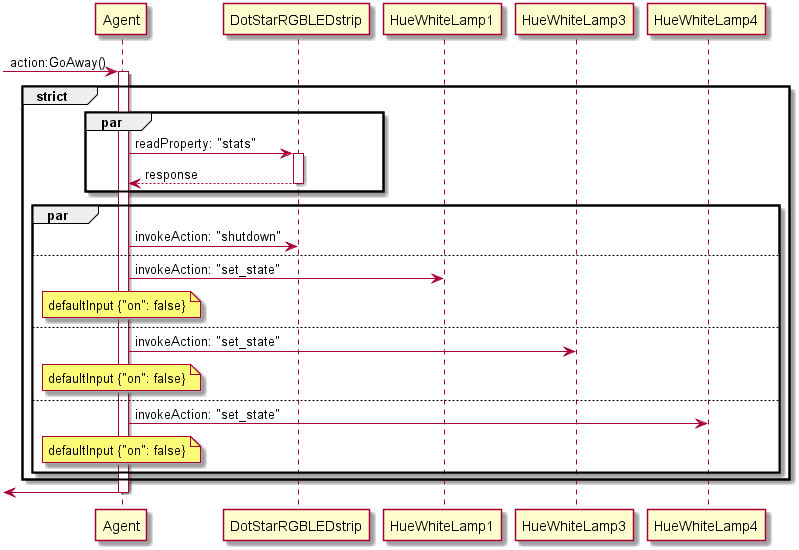 Agent DotStarRGBLEDstrip HueWhiteLamp1 HueWhiteLamp3 HueWhiteLamp4
action:GoAway()
strict
par
readProperty: "stats"
response
par
invokeAction: "shutdown"
invokeAction: "set_state"
defaultInput {"on": false}
invokeAction: "set_state"
defaultInput {"on": false}
invokeAction: "set_state"
defaultInput {"on": false}
Agent DotStarRGBLEDstrip HueWhiteLamp1 HueWhiteLamp3 HueWhiteLamp4